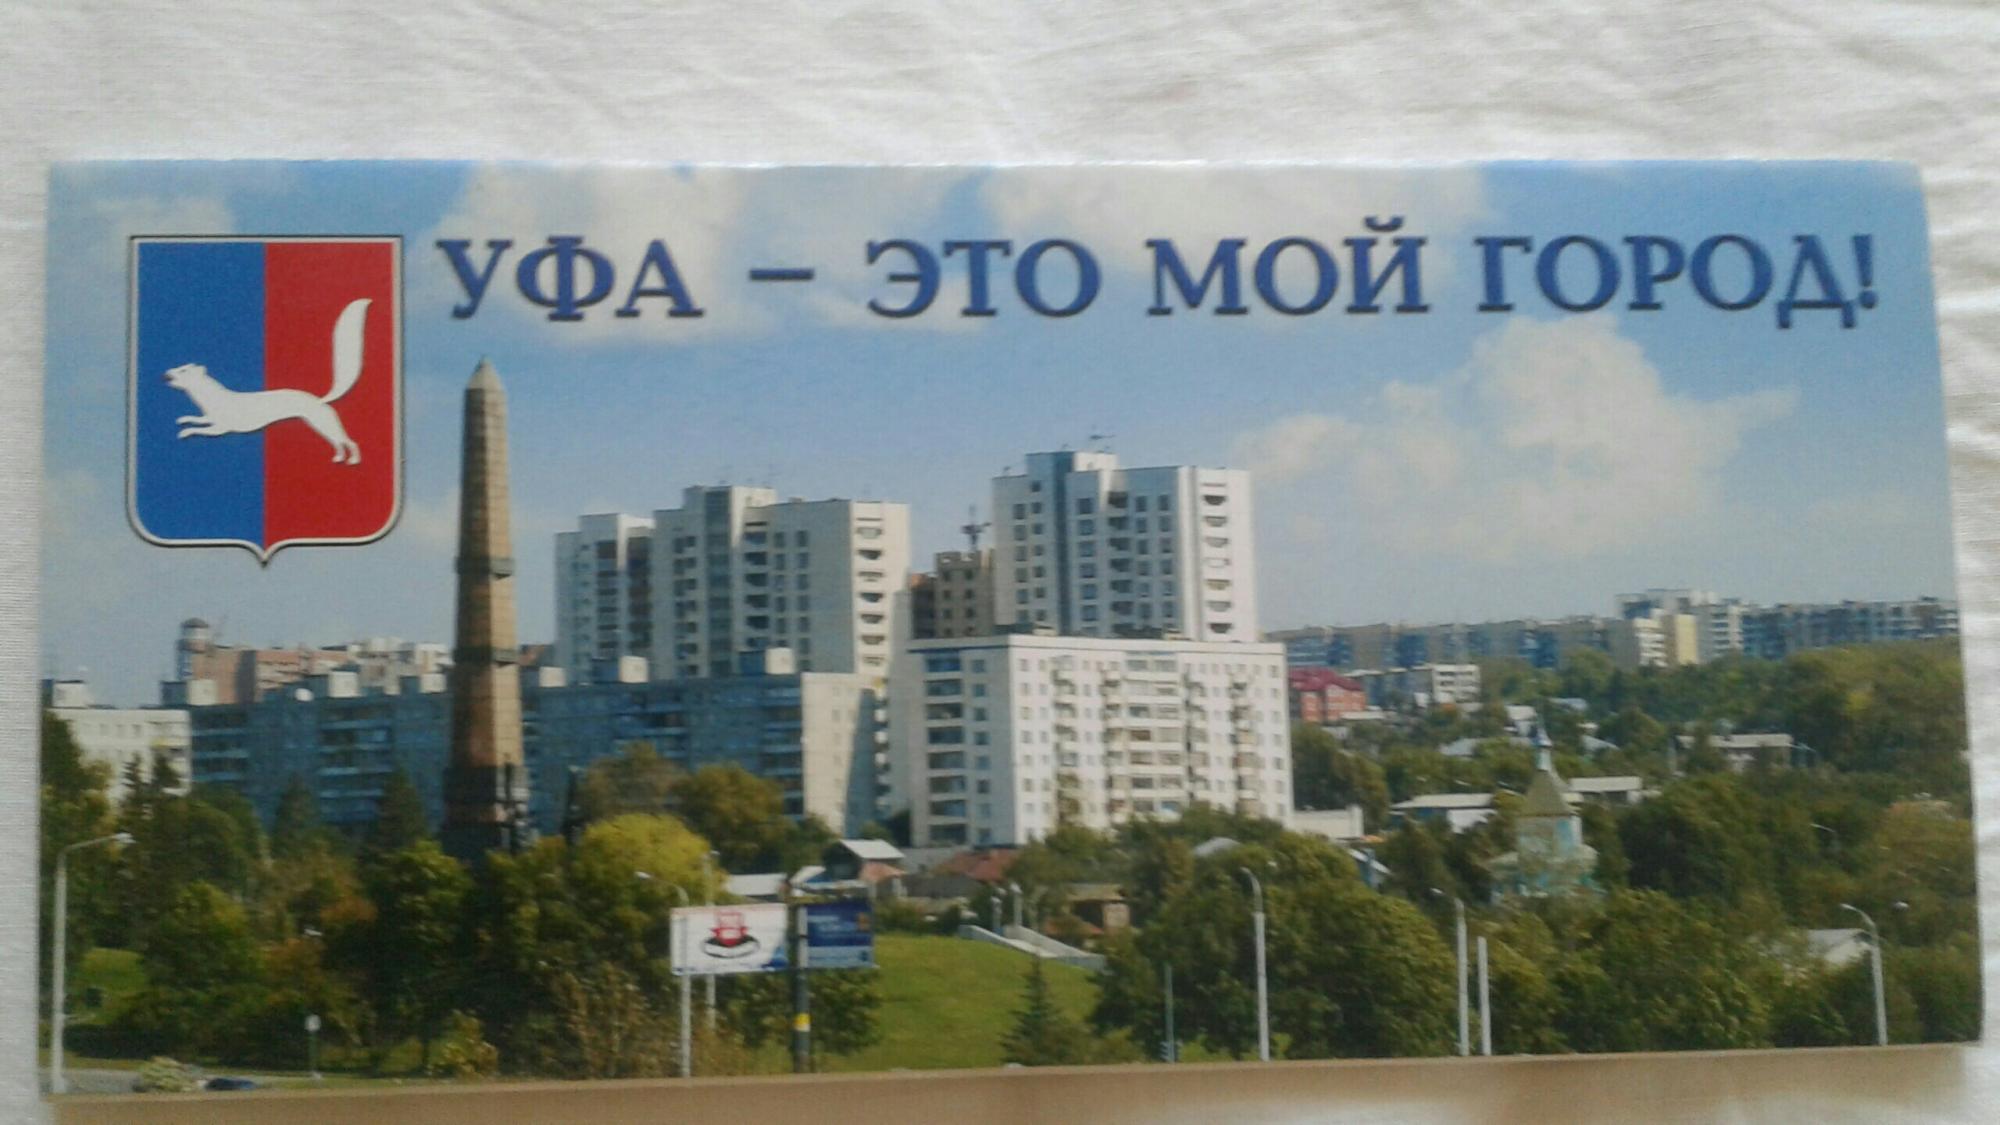 УФА – ЭТО МОЙ ГОРОД!